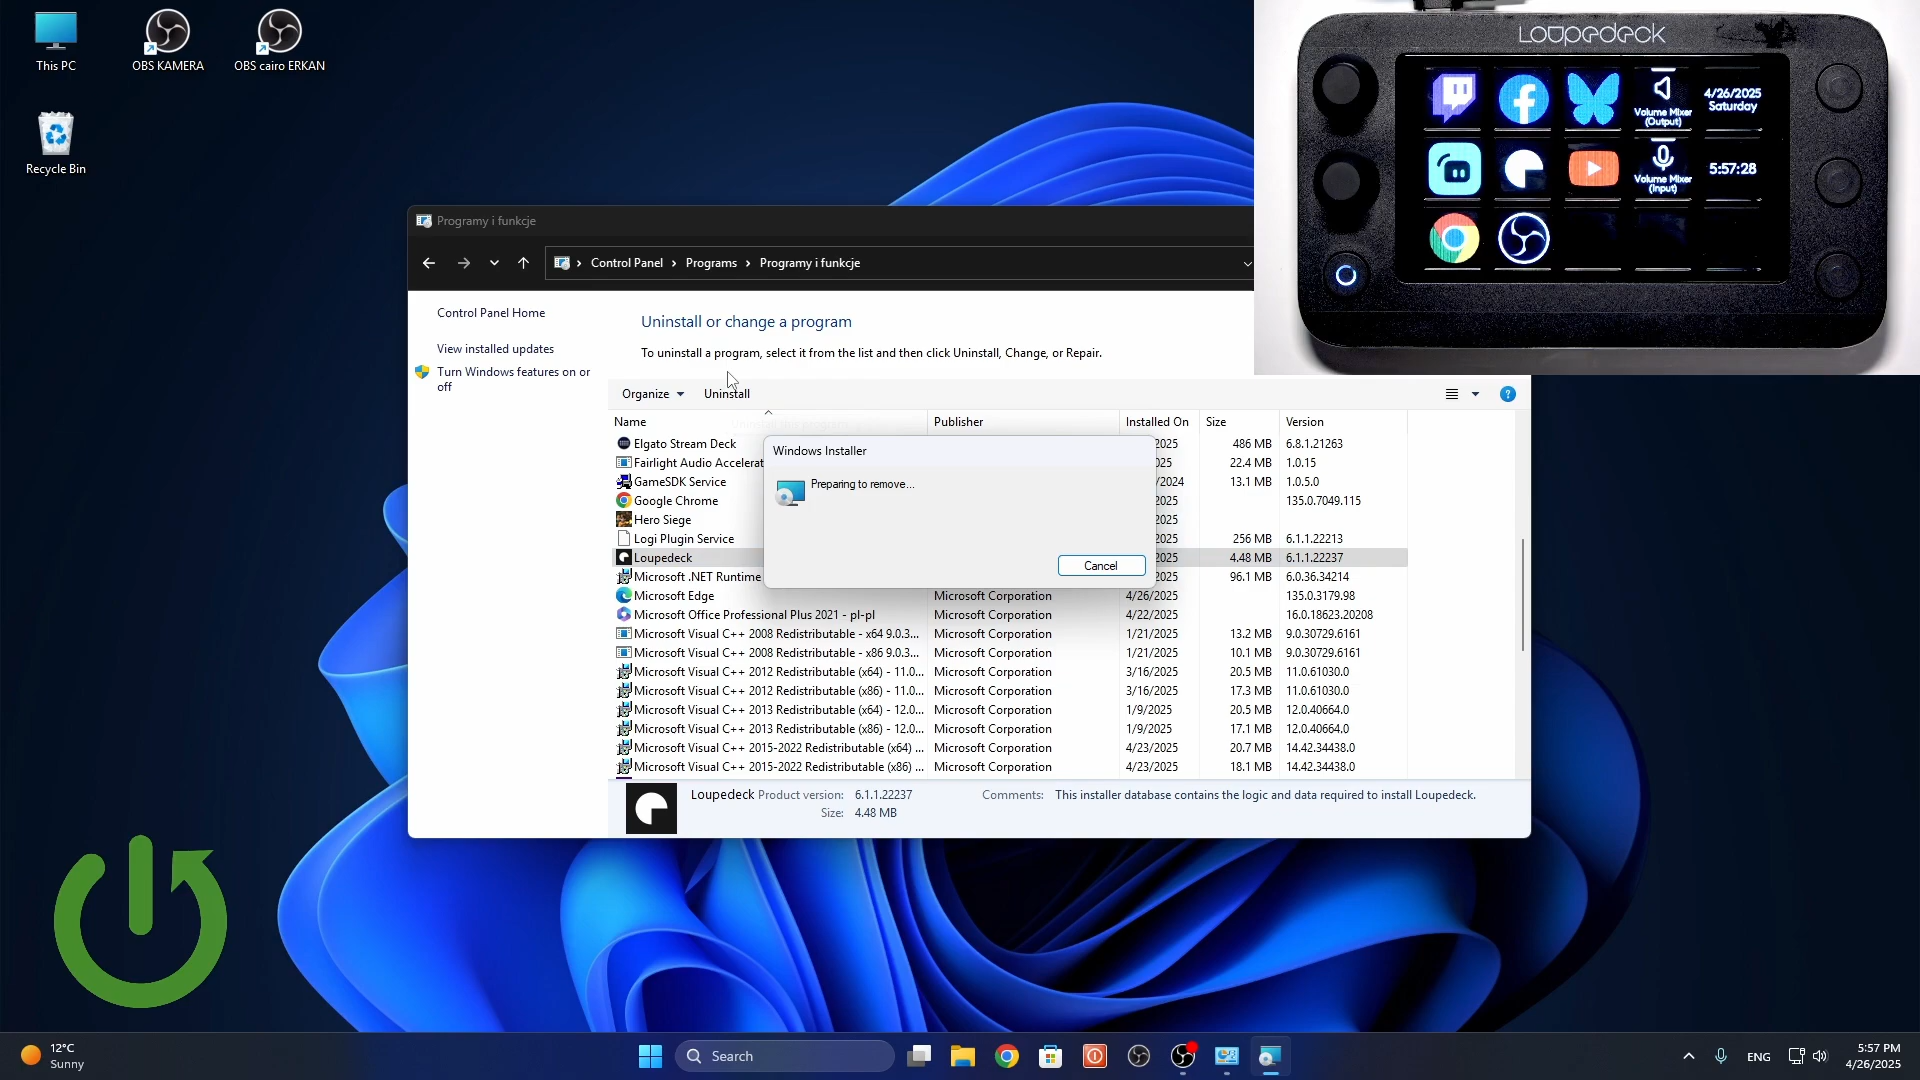 This PC
OBS KAMERA
OBS cairo ERKAN
Recycle Bin
Loupedeck
Volume Mixer
(Output)
4/26/2025
Saturday
Volume Mixer
(Input)
5:57:28
Programy i funkcje
Control Panel > Programs > Programy i funkcje
Control Panel Home
View installed updates
Turn Windows features on or
off
Uninstall or change a program
To uninstall a program, select it from the list and then click Uninstall, Change, or Repair.
Organize
Uninstall
Name Publisher Installed On Size Version
Elgato Stream Deck 2025 486 MB 6.8.1.21263
Fairlight Audio Accelerat 025 22.4 MB 1.0.15
GameSDK Service /2024 13.1 MB 1.0.5.0
Google Chrome 2025 135.0.7049.115
Hero Siege 2025
Logi Plugin Service 2025 256 MB 6.1.1.22213
Loupedeck 2025 4.48 MB 6.1.1.22237
Microsoft .NET Runtime 2025 96.1 MB 6.0.36.34214
Microsoft Edge Microsoft Corporation 4/26/2025 135.0.3179.98
Microsoft Office Professional Plus 2021 - pl-pl Microsoft Corporation 4/22/2025 16.0.18623.20208
Microsoft Visual C++ 2008 Redistributable - x64 9.0.3... Microsoft Corporation 1/21/2025 13.2 MB 9.0.30729.6161
Microsoft Visual C++ 2008 Redistributable - x86 9.0.3... Microsoft Corporation 1/21/2025 10.1 MB 9.0.30729.6161
Microsoft Visual C++ 2012 Redistributable (x64) - 11.0... Microsoft Corporation 3/16/2025 20.5 MB 11.0.61030.0
Microsoft Visual C++ 2012 Redistributable (x86) - 11.0... Microsoft Corporation 3/16/2025 17.3 MB 11.0.61030.0
Microsoft Visual C++ 2013 Redistributable (x64) - 12.0... Microsoft Corporation 1/9/2025 20.5 MB 12.0.40664.0
Microsoft Visual C++ 2013 Redistributable (x86) - 12.0... Microsoft Corporation 1/9/2025 17.1 MB 12.0.40664.0
Microsoft Visual C++ 2015-2022 Redistributable (x64) ... Microsoft Corporation 4/23/2025 20.7 MB 14.42.34438.0
Microsoft Visual C++ 2015-2022 Redistributable (x86) ... Microsoft Corporation 4/23/2025 18.1 MB 14.42.34438.0
Windows Installer
Preparing to remove...
Cancel
Loupedeck Product version: 6.1.1.22237 Comments: This installer database contains the logic and data required to install Loupedeck.
Size: 4.48 MB
12°C
Sunny
Search
ENG
5:57 PM
4/26/2025